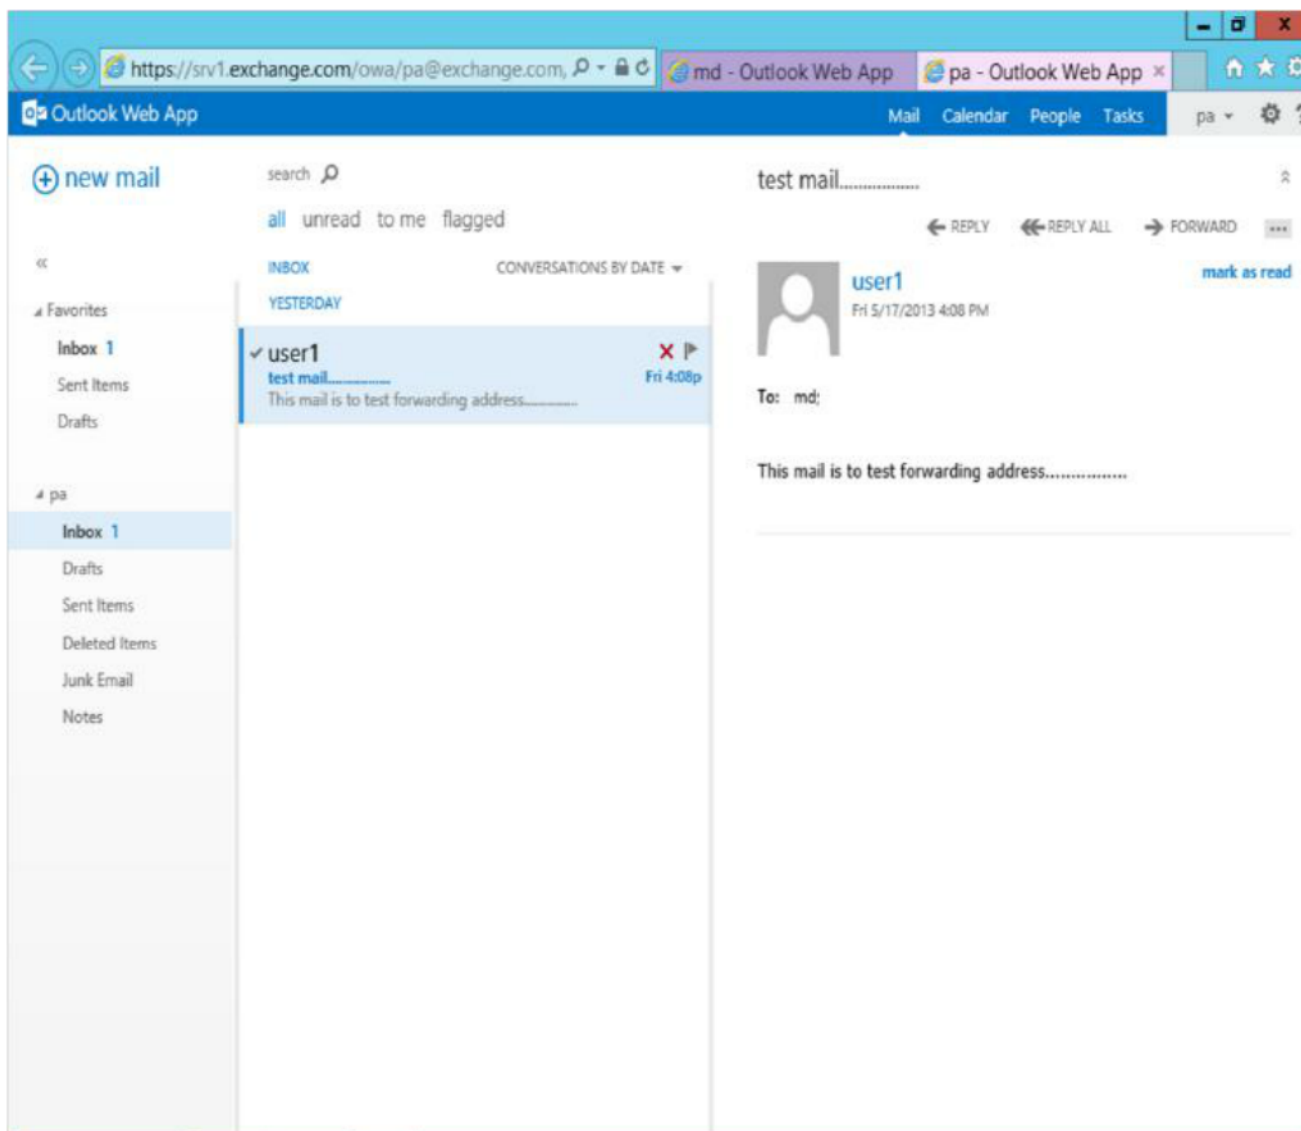 https://srv1.exchange.com/owa/pa@exchange.com,
md - Outlook Web App
pa - Outlook Web App
Outlook Web App
Mail Calendar People Tasks pa
new mail
search
all unread to me flagged
INBOX CONVERSATIONS BY DATE
YESTERDAY
Favorites
Inbox 1
Sent Items
Drafts
pa
Inbox 1
Drafts
Sent Items
Deleted Items
Junk Email
Notes
user1
test mail.................
Fri 4:08p
This mail is to test forwarding address...............
test mail.................
REPLY REPLY ALL FORWARD ...
user1
mark as read
Fri 5/17/2013 4:08 PM
To: md;
This mail is to test forwarding address.................